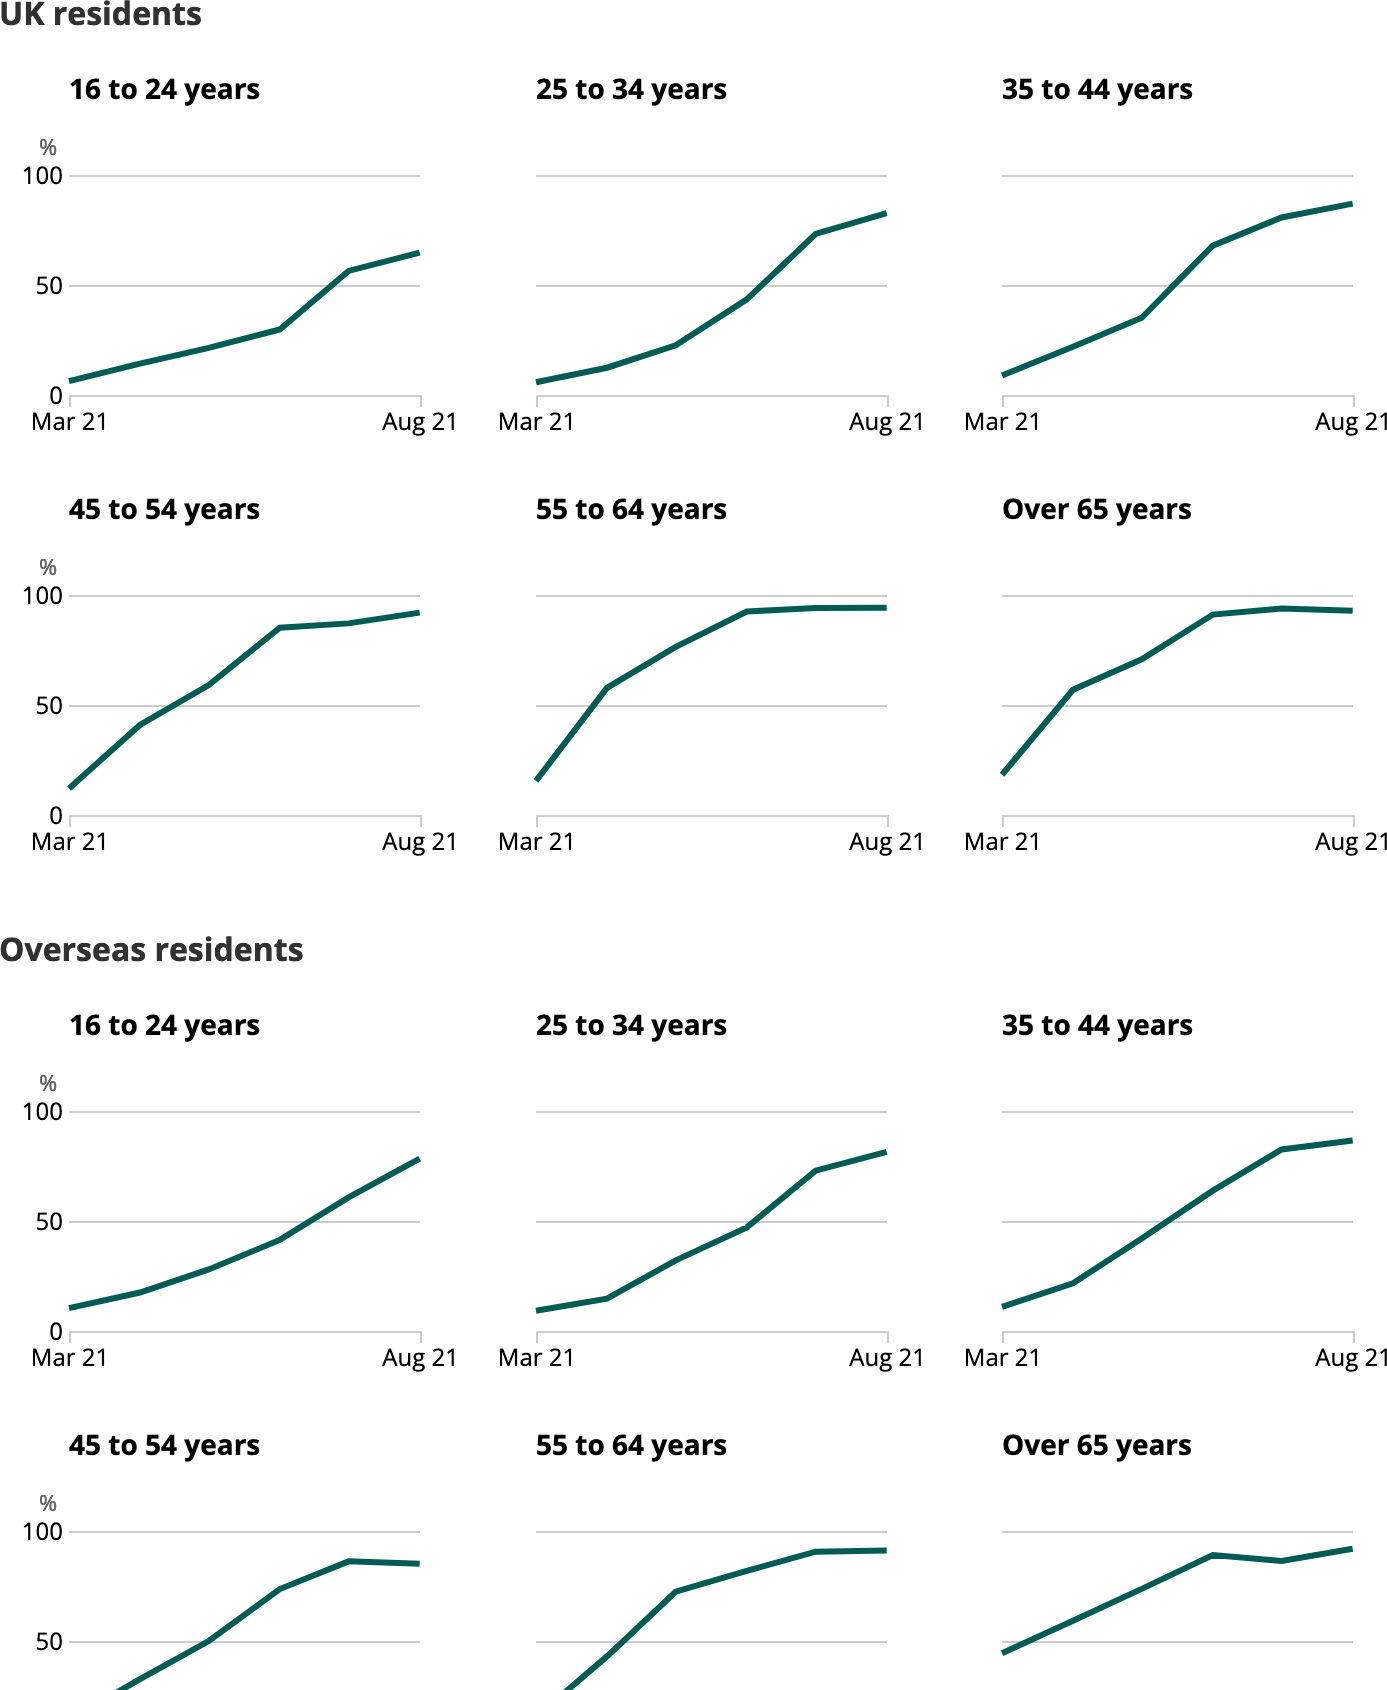 UK residents
16 to 24 years
25 to 34 years
35 to 44 years
%
100
50
0
Mar 21
Aug 21
Mar 21
Aug 21
Mar 21
Aug 21
45 to 54 years
55 to 64 years
Over 65 years
%
100
50
0
Mar 21
Aug 21
Mar 21
Aug 21
Mar 21
Aug 21
Overseas residents
16 to 24 years
25 to 34 years
35 to 44 years
%
100
50
0
Mar 21
Aug 21
Mar 21
Aug 21
Mar 21
Aug 21
45 to 54 years
55 to 64 years
Over 65 years
%
100
50